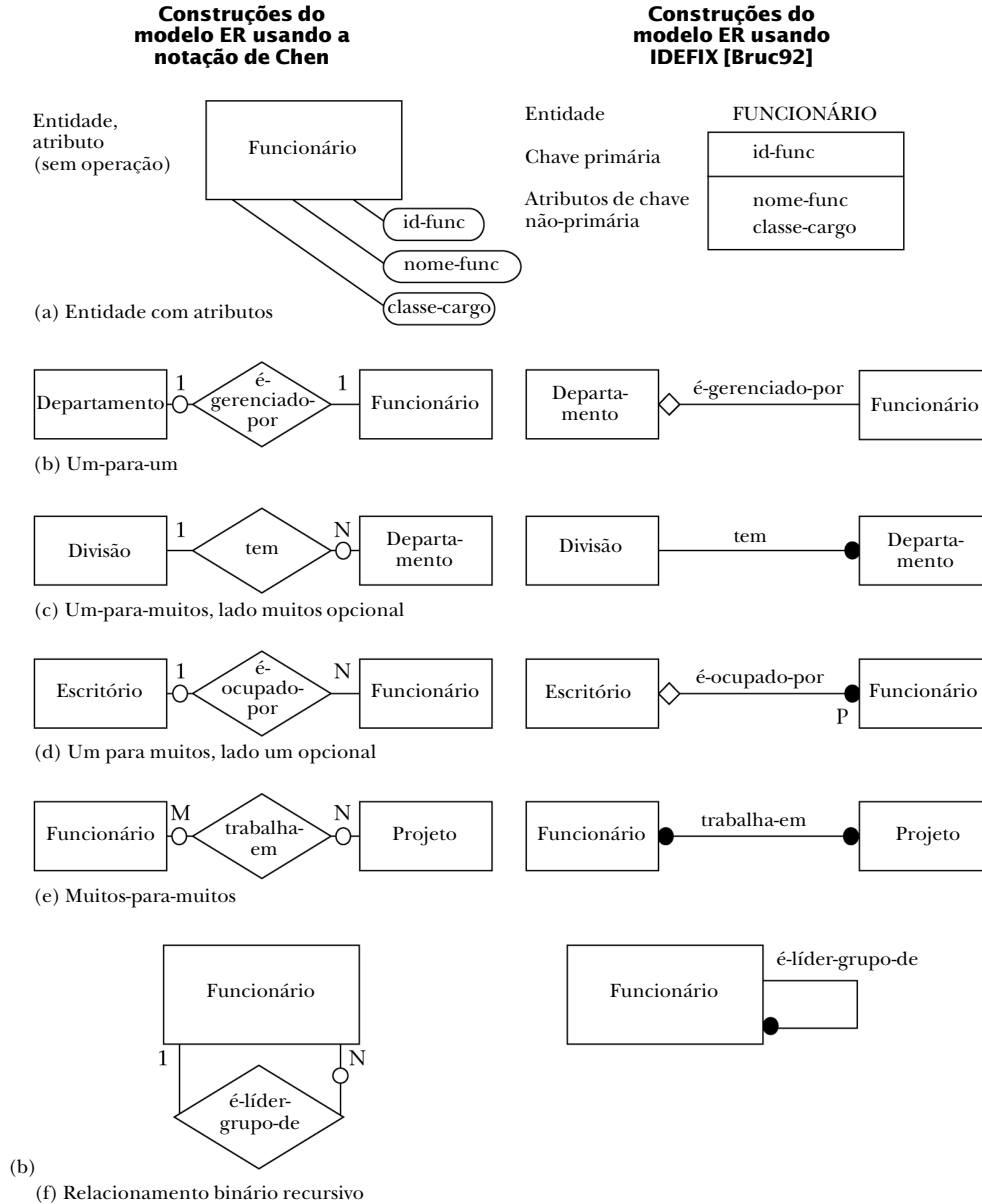 Construções do
modelo ER usando a
notação de Chen
Construções do
modelo ER usando
IDEFIX [Bruc92]
Entidade,
atributo
(sem operação)
Funcionário
id-func
nome-func
classe-cargo
Entidade
FUNCIONÁRIO
Chave primária
id-func
Atributos de chave
não-primária
nome-func
classe-cargo
(a) Entidade com atributos
Departamento
1
é-
gerenciado-
por
1
Funcionário
Departa-
mento
é-gerenciado-por
Funcionário
(b) Um-para-um
Divisão
1
tem
N
Departa-
mento
Divisão
tem
Departa-
mento
(c) Um-para-muitos, lado muitos opcional
Escritório
1
é-
ocupado-
por
N
Funcionário
Escritório
é-ocupado-por
P
Funcionário
(d) Um para muitos, lado um opcional
Funcionário
M
trabalha-
em
N
Projeto
Funcionário
trabalha-em
Projeto
(e) Muitos-para-muitos
Funcionário
1
N
é-líder-
grupo-de
Funcionário
é-líder-grupo-de
(b)
(f) Relacionamento binário recursivo